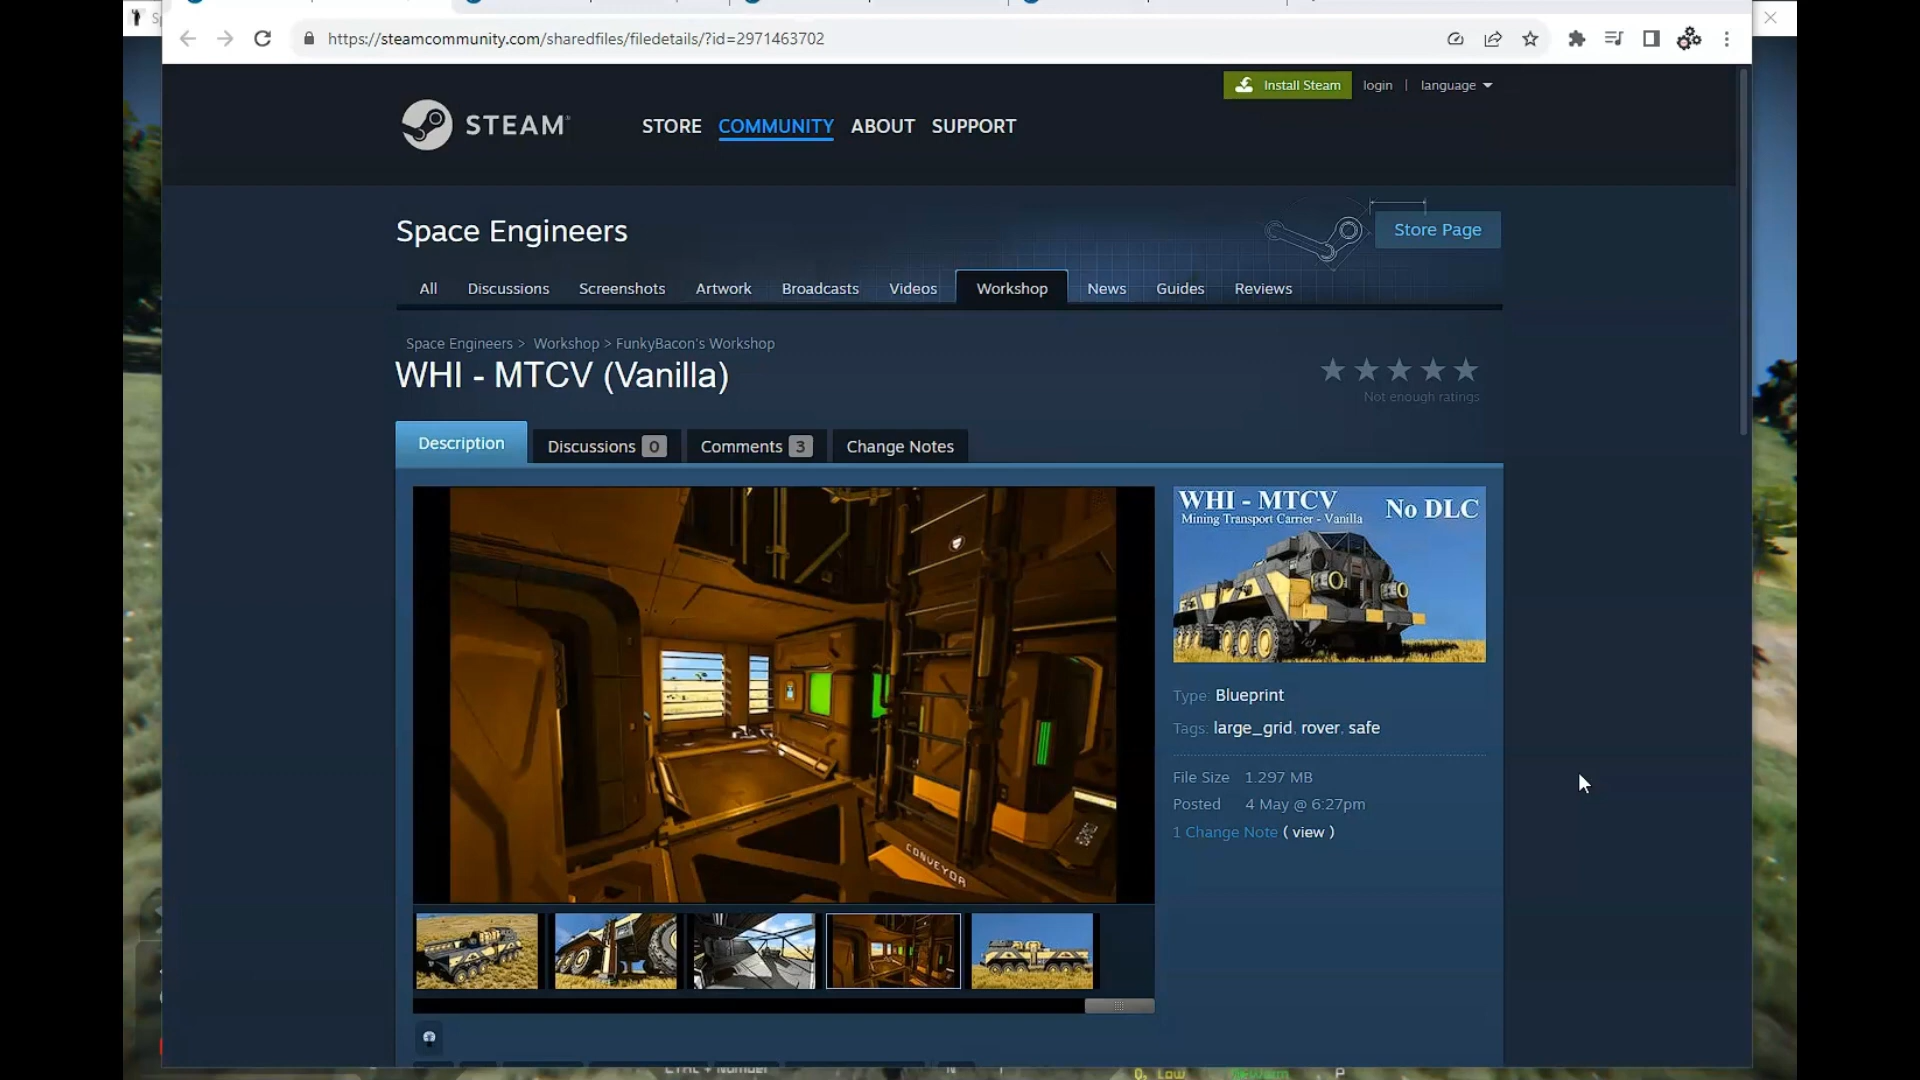 https://steamcommunity.com/sharedfiles/filedetails/?id=2971463702
Install Steam login | language
STEAM STORE COMMUNITY ABOUT SUPPORT
Space Engineers
Store Page
All Discussions Screenshots Artwork Broadcasts Videos Workshop News Guides Reviews
Space Engineers > Workshop > FunkyBacon's Workshop
WHI - MTCV (Vanilla)
Not enough ratings
Description Discussions 0 Comments 3 Change Notes
WHI - MTCV No DLC
Mining Transport Carrier - Vanilla
CONVEYOR
Type: Blueprint
Tags: large_grid, rover, safe
File Size 1.297 MB
Posted 4 May @ 6:27pm
1 Change Note ( view )